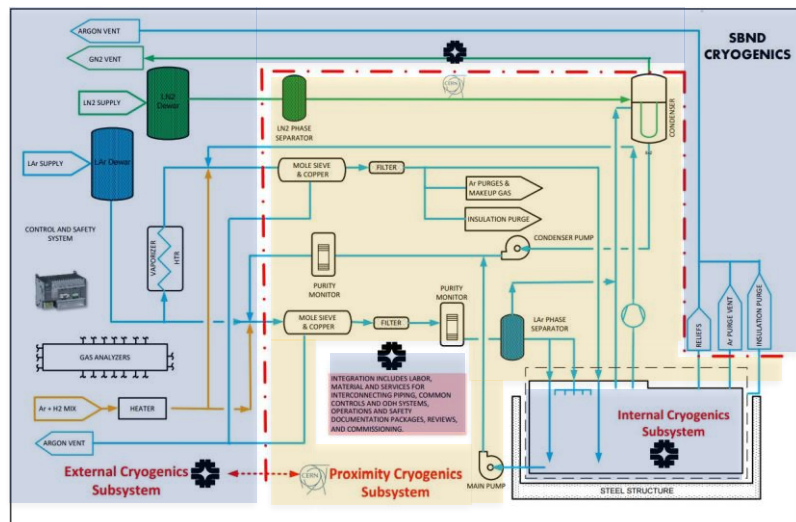 ARGON VENT
SBND
CRYOGENICS
GN2 VENT
CERN
LN2 SUPPLY
LN2
Dewer
LN2 PHASE
SEPARATOR
CONDENSER
LAr Dewer
LAr SUPPLY
MOLE SIEVE
& COPPER
FILTER
Ar PURGES &
MAKEUP GAS
INSULATION PURGE
CONTROL AND SAFETY
SYSTEM
VAPORIZER
HTR
CONDENSER PUMP
PURITY
MONITOR
PURITY
MONITOR
MOLE SIEVE
& COPPER
FILTER
LAr PHASE
SEPARATOR
RELIEFS
Ar PURGE VENT
INSULATION PURGE
GAS ANALYZERS
INTEGRATION INCLUDES LABOR,
MATERIAL AND SERVICES FOR
INTERCONNECTING PIPING, COMMON
CONTROLS AND ODH SYSTEMS,
OPERATIONS AND SAFETY
DOCUMENTATION PACKAGES, REVIEWS,
AND COMMISSIONING.
Ar + H2 MIX
HEATER
Internal Cryogenics
Subsystem
ARGON VENT
External Cryogenics
Subsystem
CERN
Proximity Cryogenics
Subsystem
MAIN PUMP
STEEL STRUCTURE